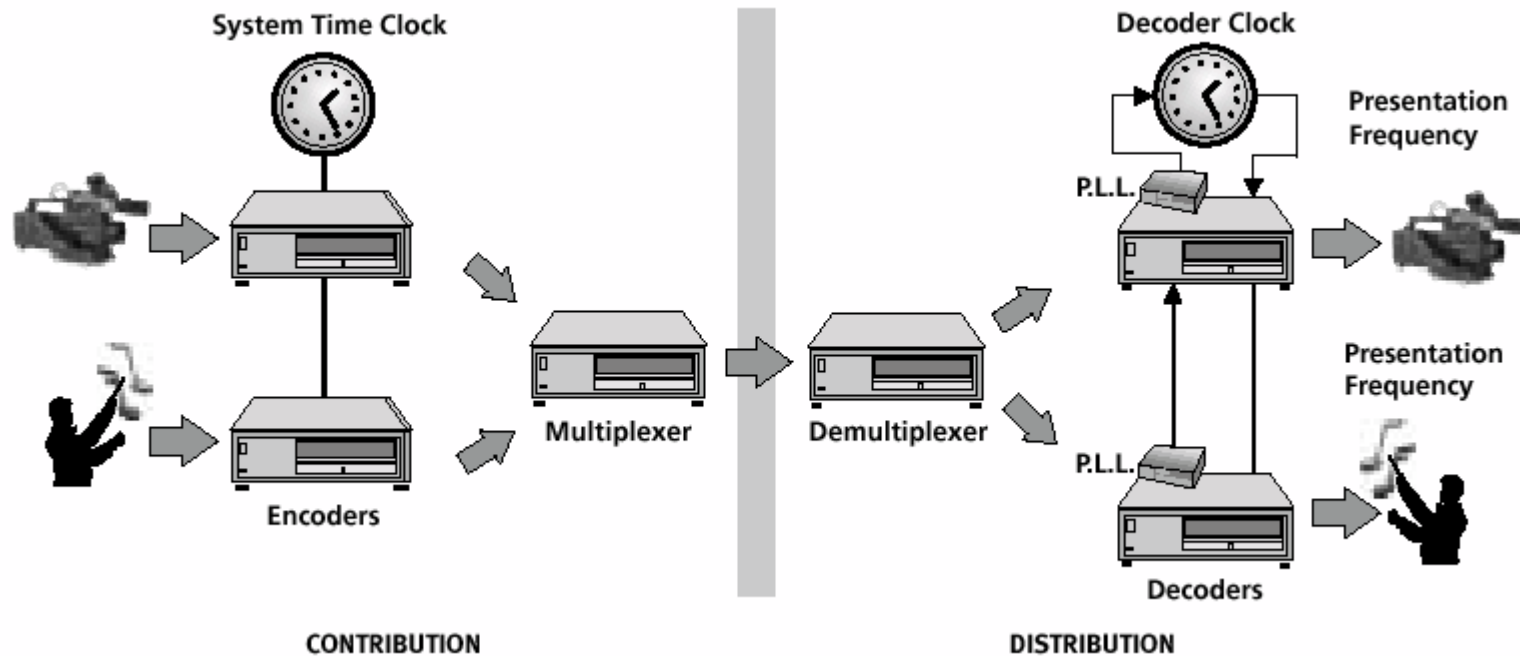 System Time Clock
Decoder Clock
Presentation
Frequency
P.L.L.
Presentation
Frequency
Multiplexer
Demultiplexer
P.L.L.
Encoders
Decoders
CONTRIBUTION
DISTRIBUTION